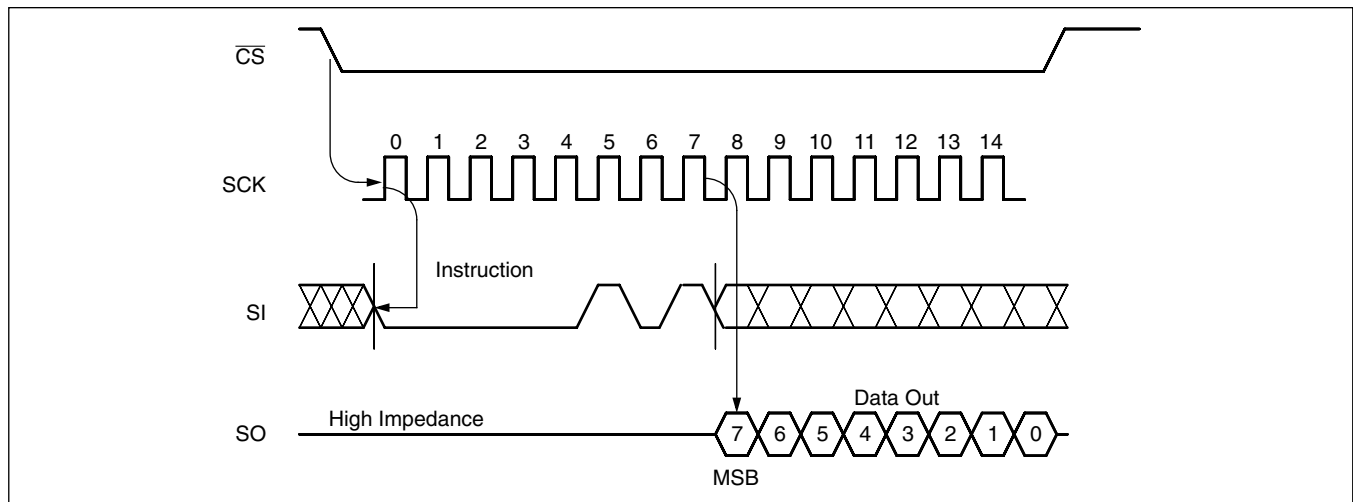 CS
0 1 2 3 4 5 6 7 8 9 10 11 12 13 14
SCK
Instruction
SI
Data Out
High Impedance
SO
7 6 5 4 3 2 1 0
MSB